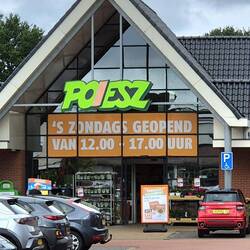 POIESZ
'S ZONDAGS GEOPEND
VAN 12.00 - 17.00 UUR
P